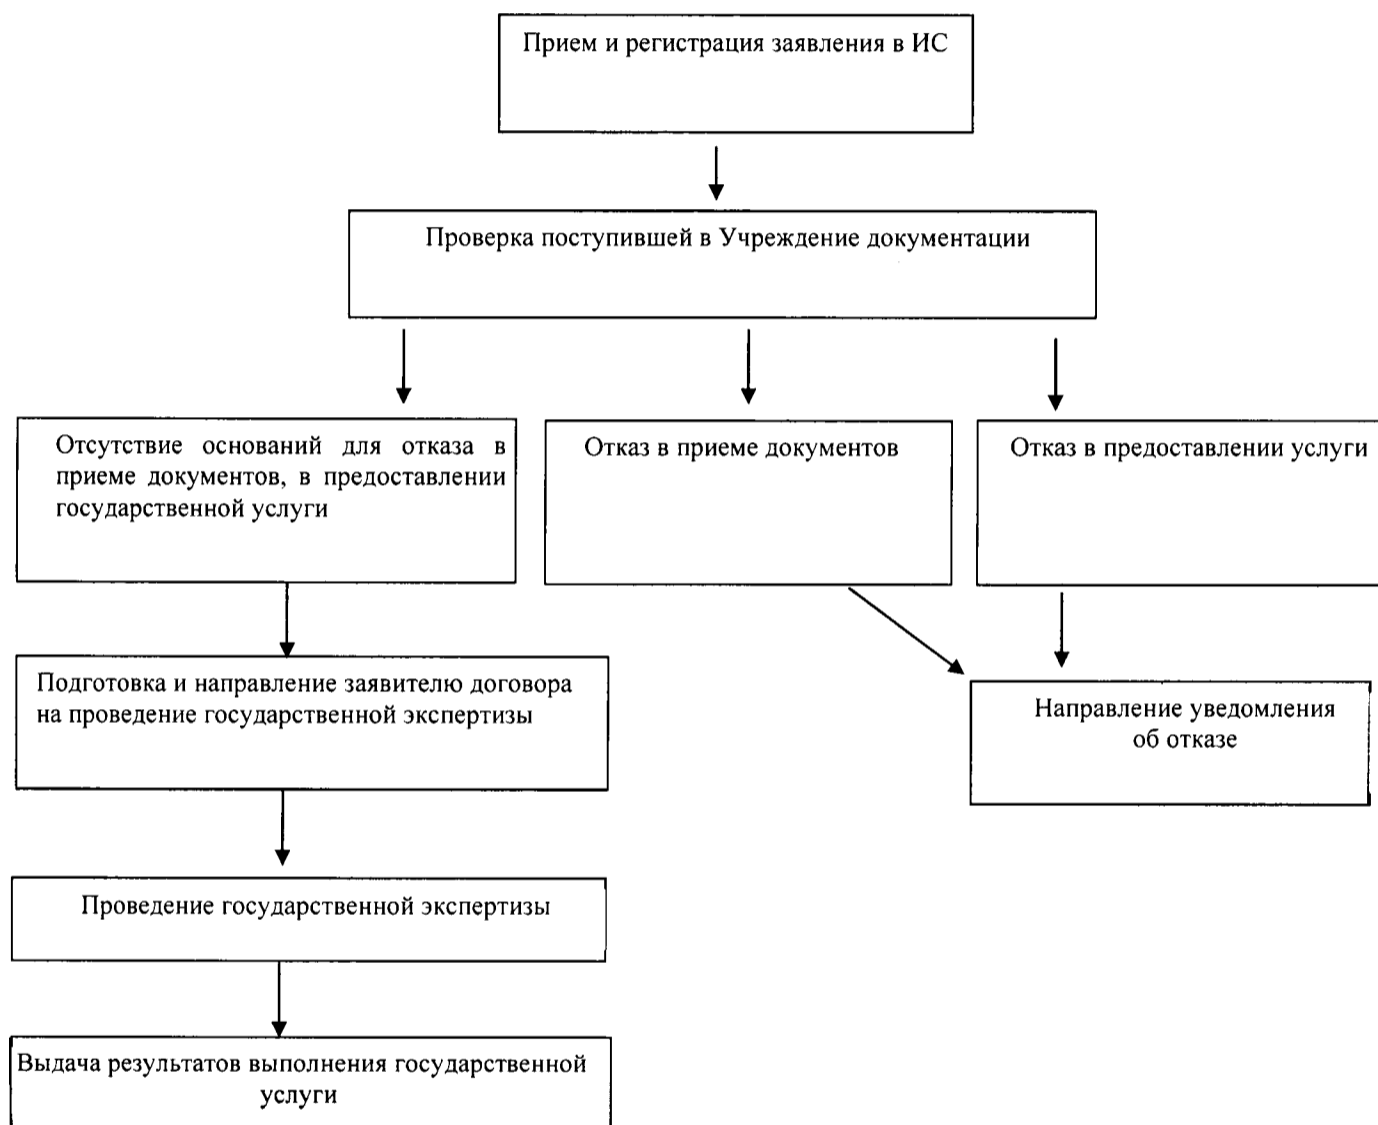 Прием и регистрация заявления в ИС
Проверка поступившей в Учреждение документации
Отсутствие оснований для отказа в
приеме документов, в предоставлении
государственной услуги
Отказ в приеме документов
Отказ в предоставлении услуги
Подготовка и направление заявителю договора
на проведение государственной экспертизы
Направление уведомления
об отказе
Проведение государственной экспертизы
Выдача результатов выполнения государственной
услуги